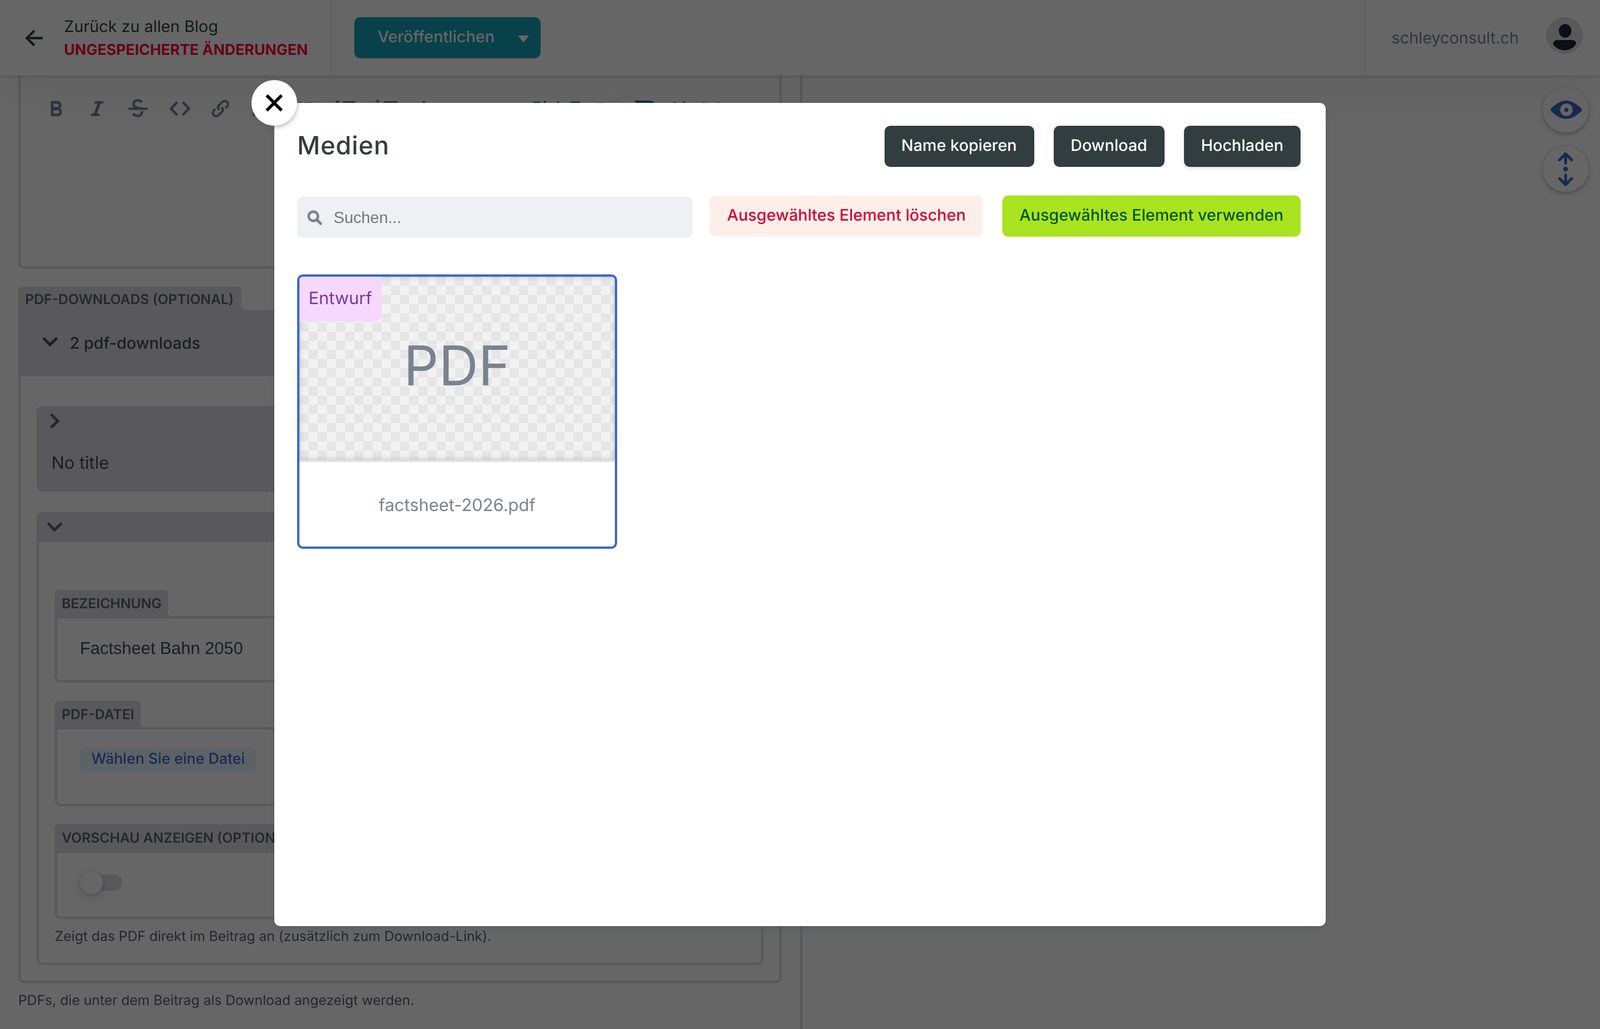 Zurück zu allen Blog
UNGESPEICHERTE ÄNDERUNGEN
Veröffentlichen
schleyconsult.ch
Medien
Name kopieren
Download
Hochladen
Suchen...
Ausgewähltes Element löschen
Ausgewähltes Element verwenden
Entwurf
PDF
factsheet-2026.pdf
PDF-DOWNLOADS (OPTIONAL)
2 pdf-downloads
No title
BEZEICHNUNG
Factsheet Bahn 2050
PDF-DATEI
Wählen Sie eine Datei
VORSCHAU ANZEIGEN (OPTION
Zeigt das PDF direkt im Beitrag an (zusätzlich zum Download-Link).
PDFs, die unter dem Beitrag als Download angezeigt werden.